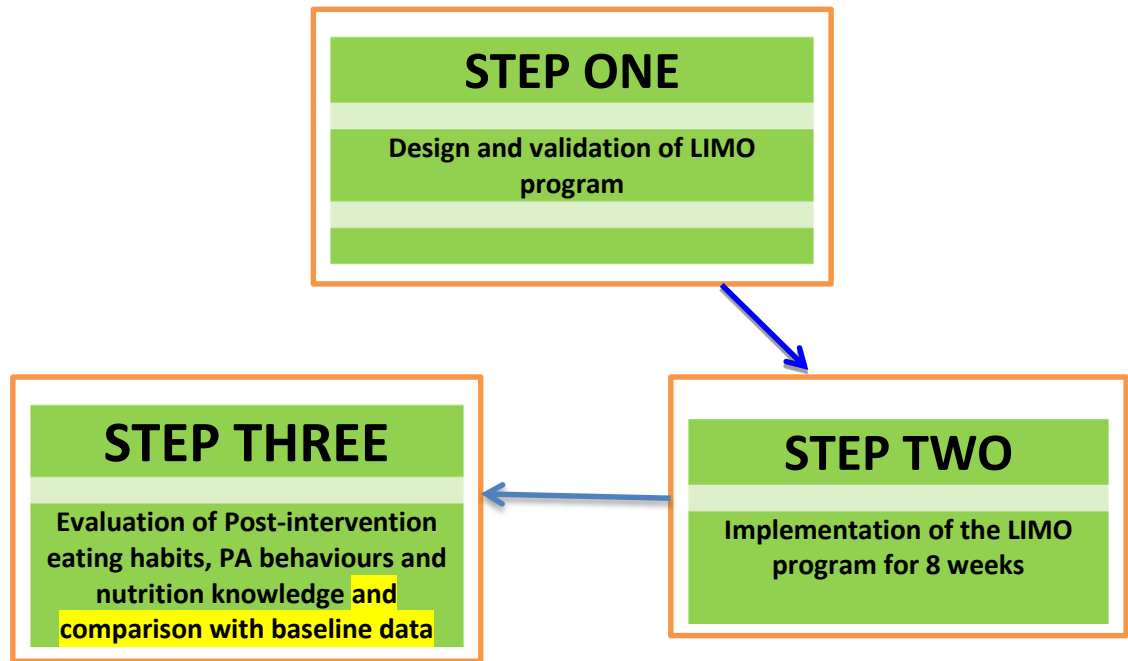 STEP ONE
Design and validation of LIMO
program
STEP TWO
Implementation of the LIMO
program for 8 weeks
STEP THREE
Evaluation of Post-intervention
eating habits, PA behaviours and
nutrition knowledge and
comparison with baseline data